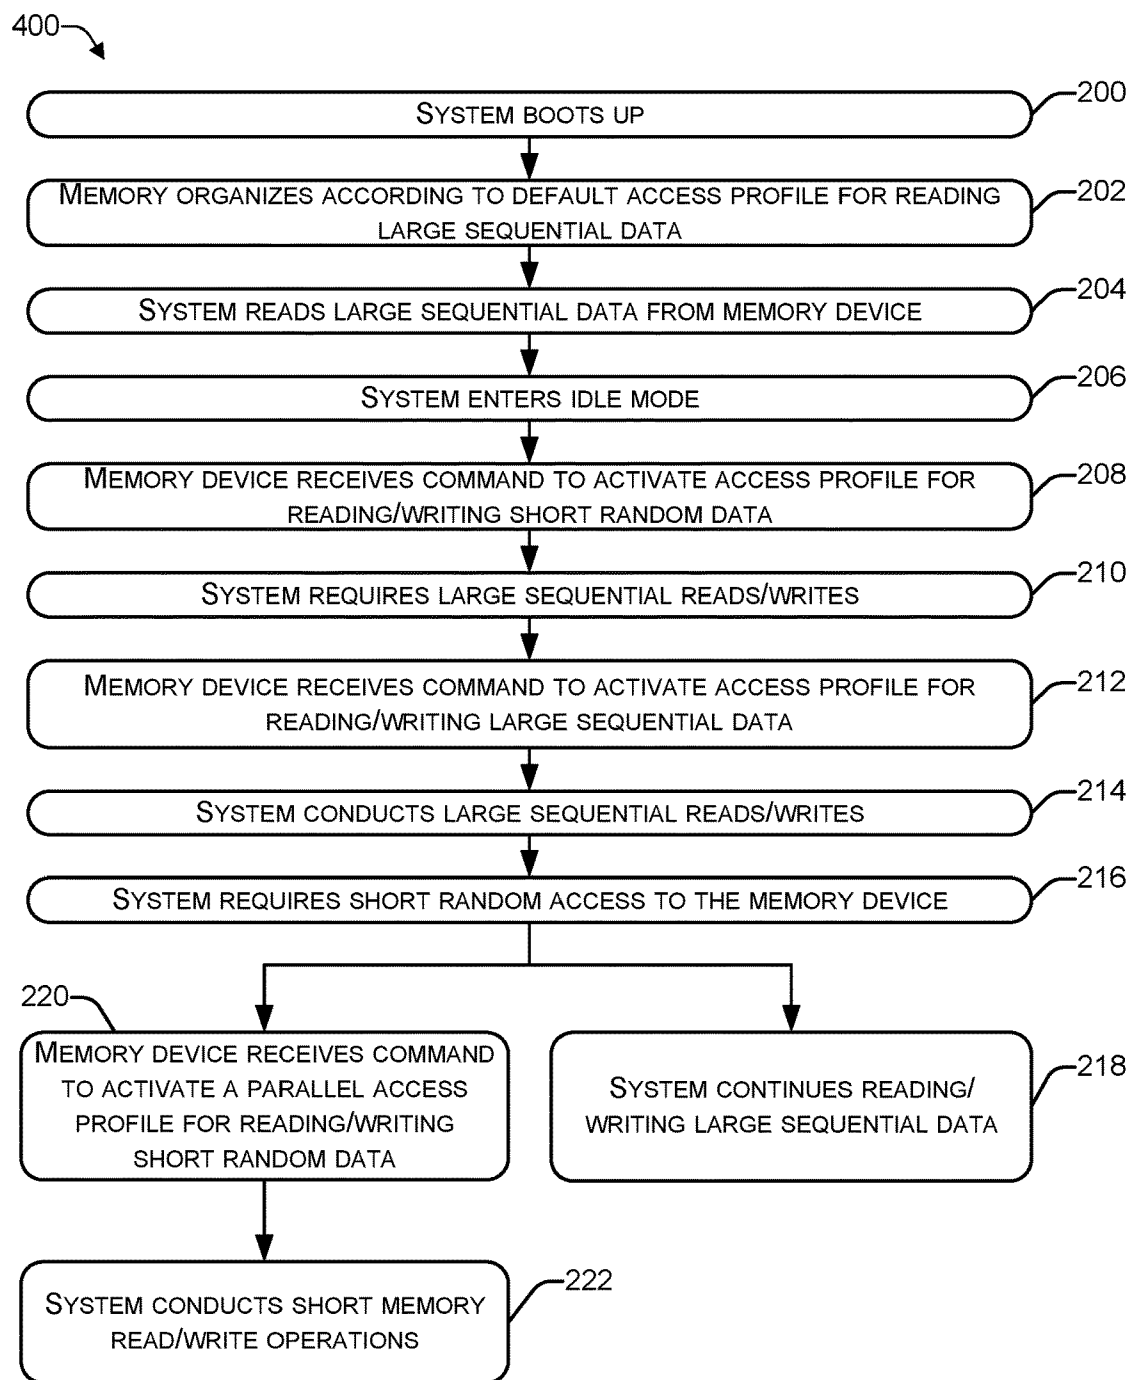 400
SYSTEM BOOTS UP
200
MEMORY ORGANIZES ACCORDING TO DEFAULT ACCESS PROFILE FOR READING
LARGE SEQUENTIAL DATA
202
SYSTEM READS LARGE SEQUENTIAL DATA FROM MEMORY DEVICE
204
SYSTEM ENTERS IDLE MODE
206
MEMORY DEVICE RECEIVES COMMAND TO ACTIVATE ACCESS PROFILE FOR
READING/WRITING SHORT RANDOM DATA
208
SYSTEM REQUIRES LARGE SEQUENTIAL READS/WRITES
210
MEMORY DEVICE RECEIVES COMMAND TO ACTIVATE ACCESS PROFILE FOR
READING/WRITING LARGE SEQUENTIAL DATA
212
SYSTEM CONDUCTS LARGE SEQUENTIAL READS/WRITES
214
SYSTEM REQUIRES SHORT RANDOM ACCESS TO THE MEMORY DEVICE
216
220
MEMORY DEVICE RECEIVES COMMAND
TO ACTIVATE A PARALLEL ACCESS
PROFILE FOR READING/WRITING
SHORT RANDOM DATA
SYSTEM CONTINUES READING/
WRITING LARGE SEQUENTIAL DATA
218
SYSTEM CONDUCTS SHORT MEMORY
READ/WRITE OPERATIONS
222